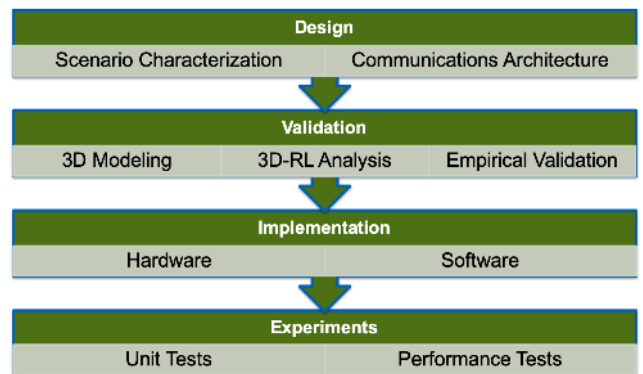 Design
Scenario Characterization Communications Architecture
Validation
3D Modeling 3D-RL Analysis Empirical Validation
Implementation
Hardware Software
Experiments
Unit Tests Performance Tests